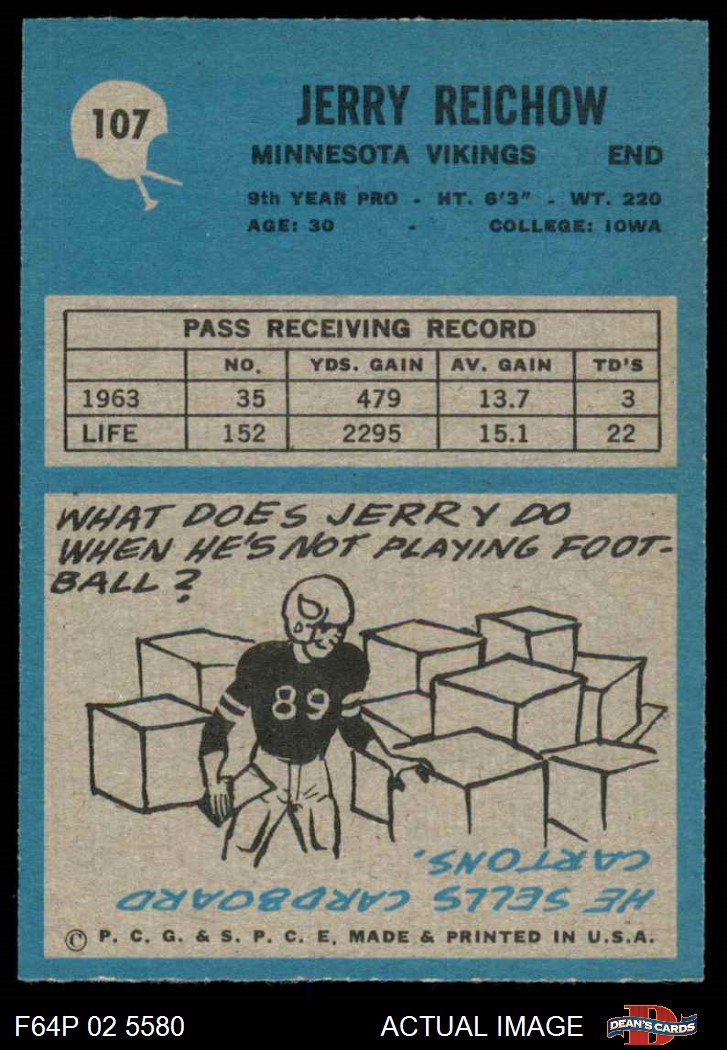 107
JERRY REICHOW
MINNESOTA VIKINGS END
9th YEAR PRO - HT. 6'3" - WT. 220
AGE: 30 - COLLEGE: IOWA
PASS RECEIVING RECORD
NO. YDS. GAIN AV. GAIN TD'S
1963 35 479 13.7 3
LIFE 152 2295 15.1 22
WHAT DOES JERRY DO
WHEN HE'S NOT PLAYING FOOT-
BALL?
89
HE SELLS CARDBOARD
CARTONS.
© P. C. G. & S. P. C. E. MADE & PRINTED IN U.S.A.
F64P 02 5580 ACTUAL IMAGE
DEAN'S CARDS